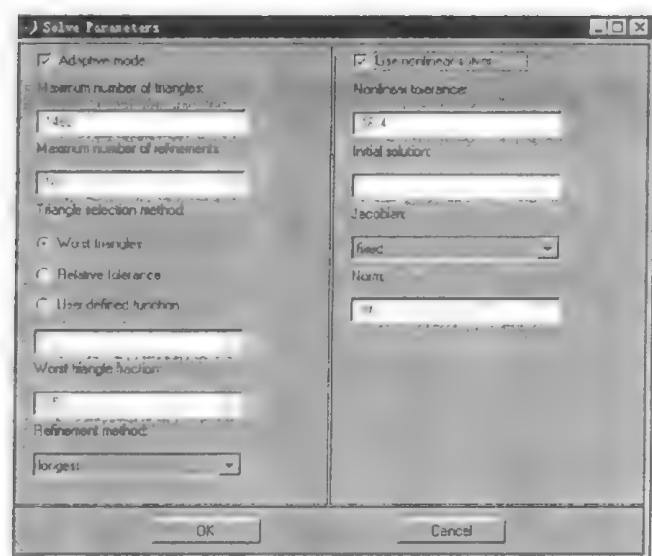 Solve Parameters
Adaptive mode
Maximum number of triangles:
Maximum number of refinements:
Triangle selection method:
Worst triangles
Relative tolerance
User defined function:
Worst triangle fraction:
Refinement method:
longest
Use nonlinear solver
Nonlinear tolerance:
Initial solution:
Jacobian:
fixed
Norm:
OK
Cancel